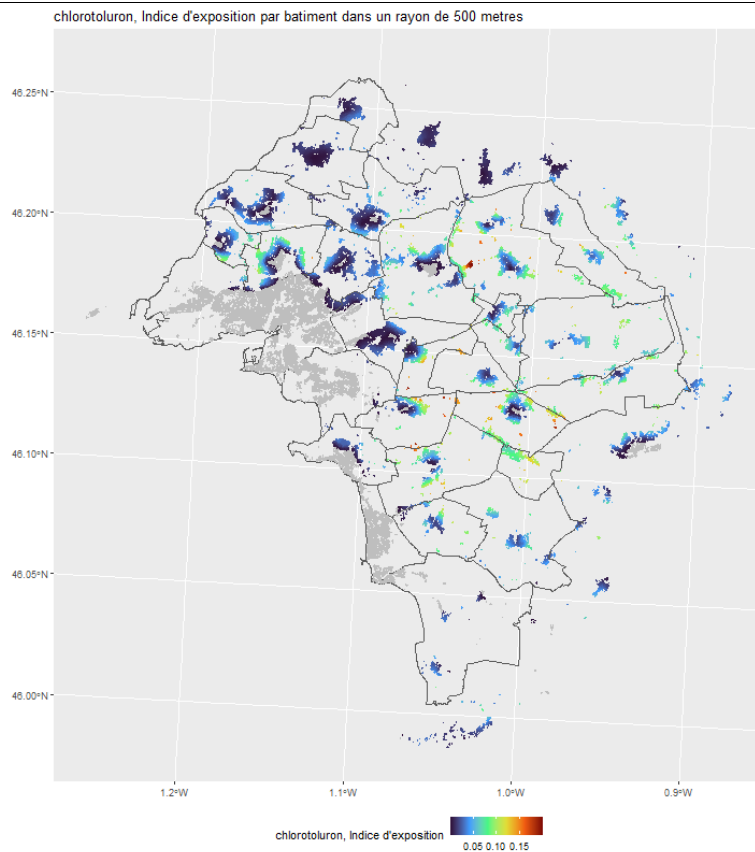 chlorotoluron, Indice d'exposition par batiment dans un rayon de 500 metres
46.25°N
46.20°N
46.15°N
46.10°N
46.05°N
46.00°N
1.2°W 1.1°W 1.0°W 0.9°W
chlorotoluron, Indice d'exposition
0.05 0.10 0.15